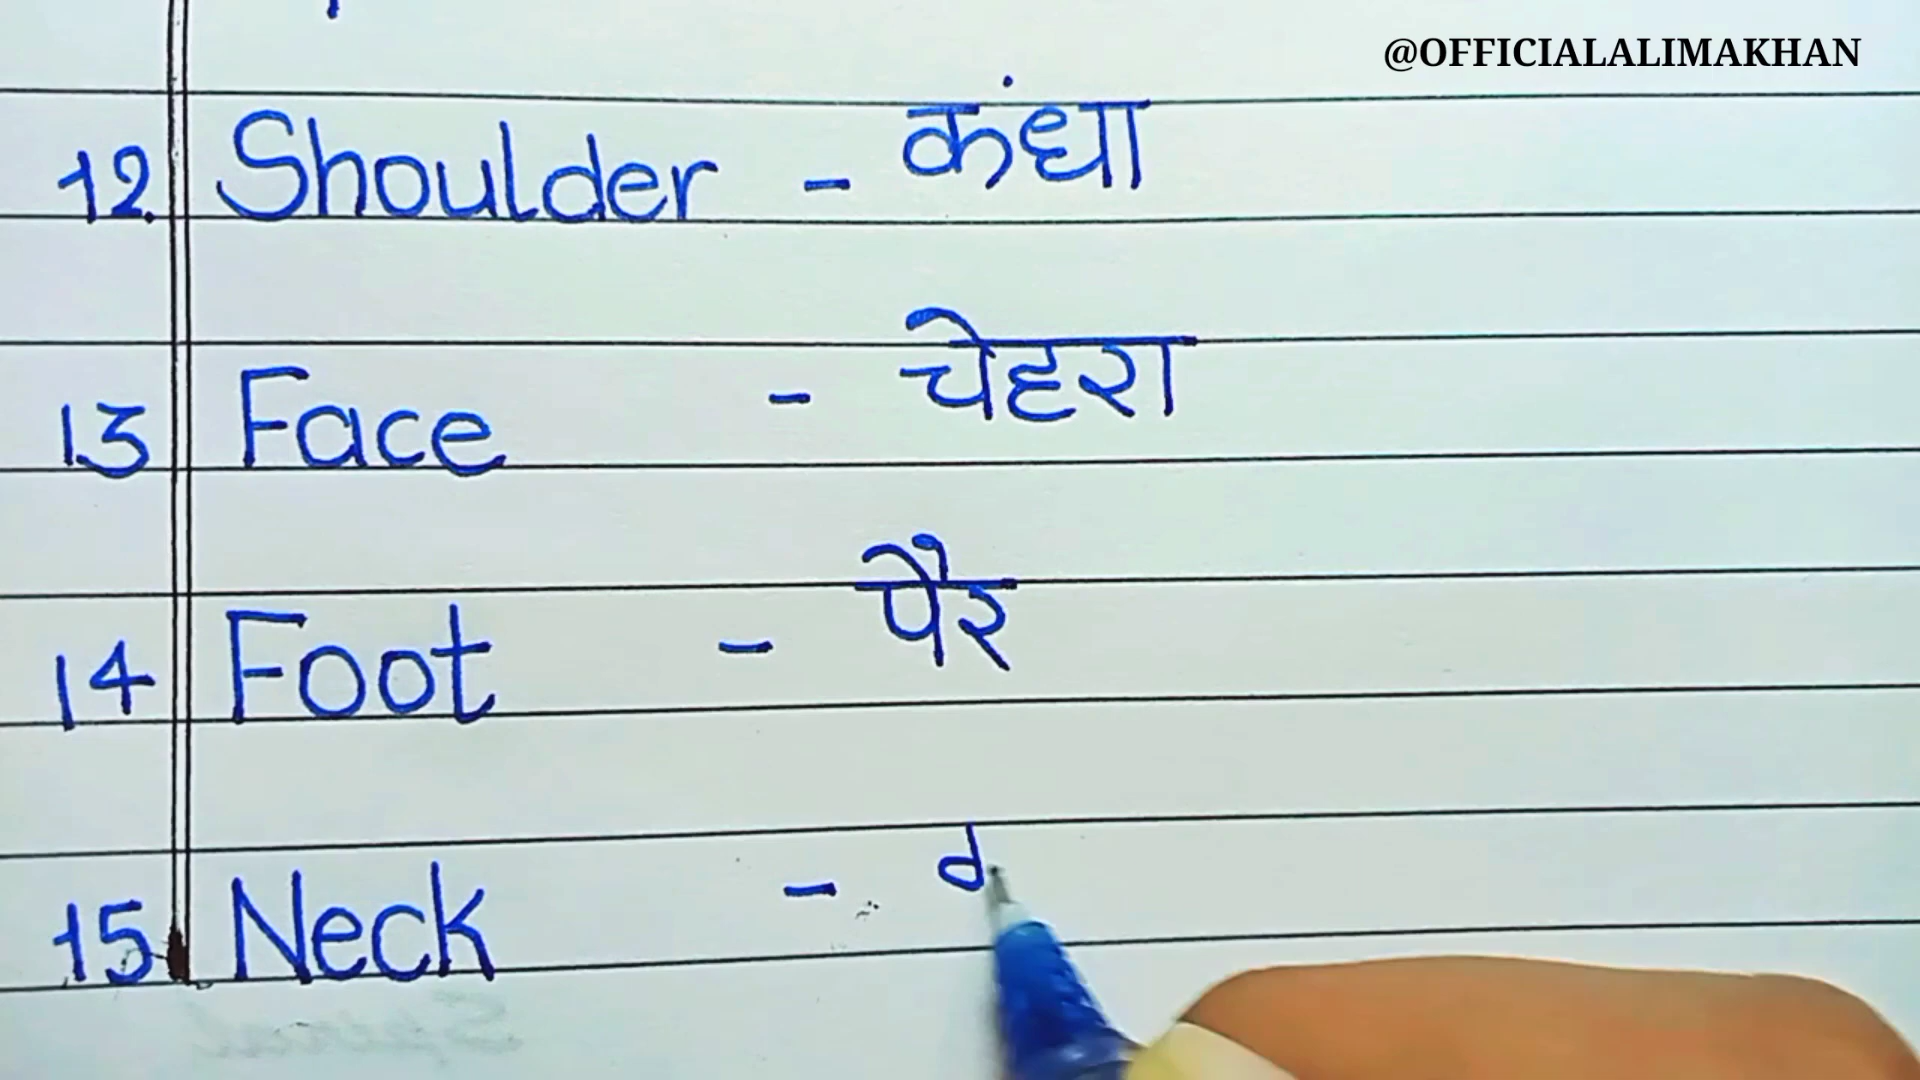 @OFFICIALALIMAKHAN
12. Shoulder - कंधा
13 Face - चेहरा
14 Foot - पैर
15. Neck -